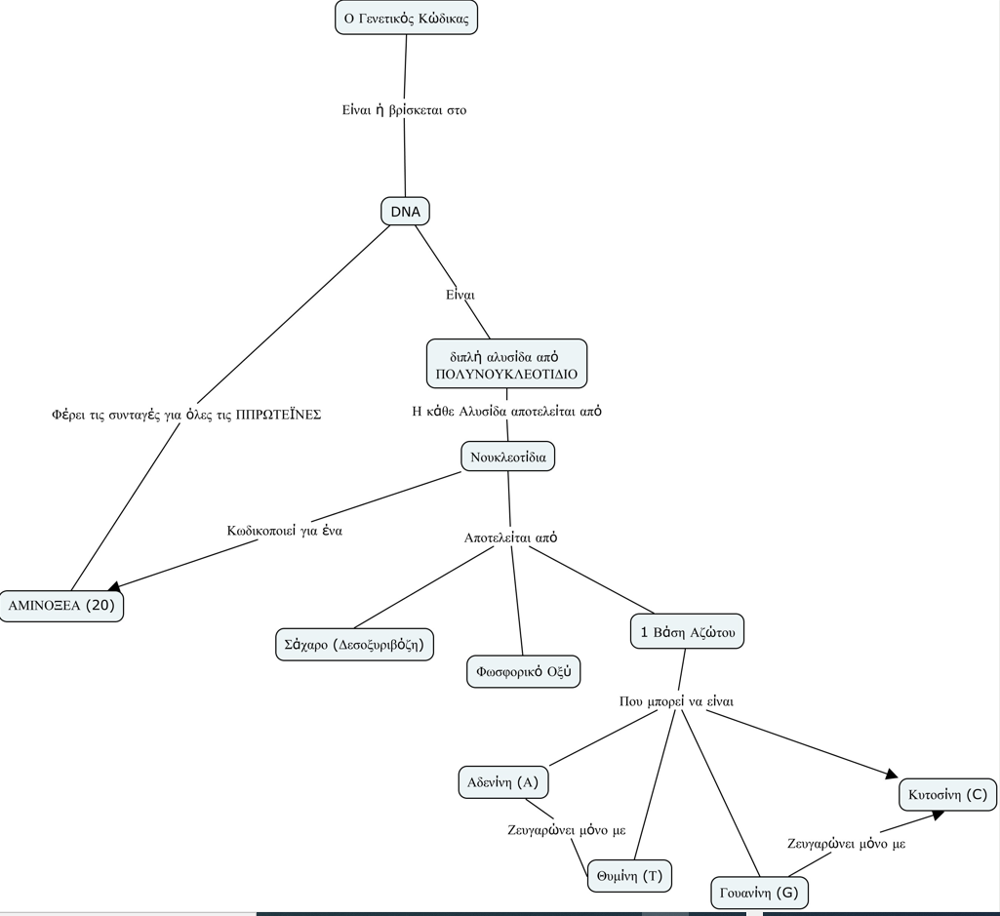 Ο Γενετικός Κώδικας
Είναι ή βρίσκεται στο
DNA
Είναι
διπλή αλυσίδα από
ΠΟΛΥΝΟΥΚΛΕΟΤΙΔΙΟ
Φέρει τις συνταγές για όλες τις ΠΠΡΩΤΕΪΝΕΣ
Η κάθε Αλυσίδα αποτελείται από
Νουκλεοτίδια
Κωδικοποιεί για ένα
Αποτελείται από
ΑΜΙΝΟΞΕΑ (20)
Σάχαρο (Δεσοξυριβόζη)
Φωσφορικό Οξύ
1 Βάση Αζώτου
Που μπορεί να είναι
Αδενίνη (Α)
Κυτοσίνη (C)
Ζευγαρώνει μόνο με
Ζευγαρώνει μόνο με
Θυμίνη (Τ)
Γουανίνη (G)